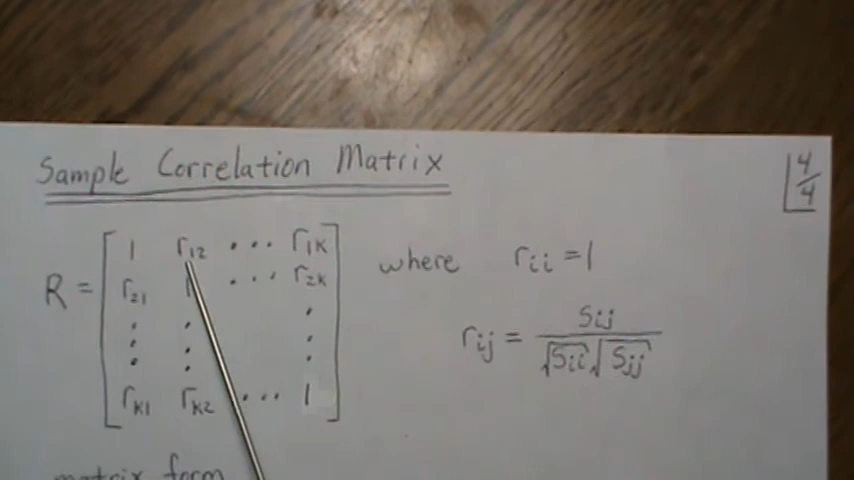 Sample Correlation Matrix
4/4
R = [ 1 r12 ... r1K
r21 1 ... r2K
. . .
. . .
. . .
rK1 rK2 ... 1 ]
where rii = 1
rij = sij / √sii √sjj
matrix form